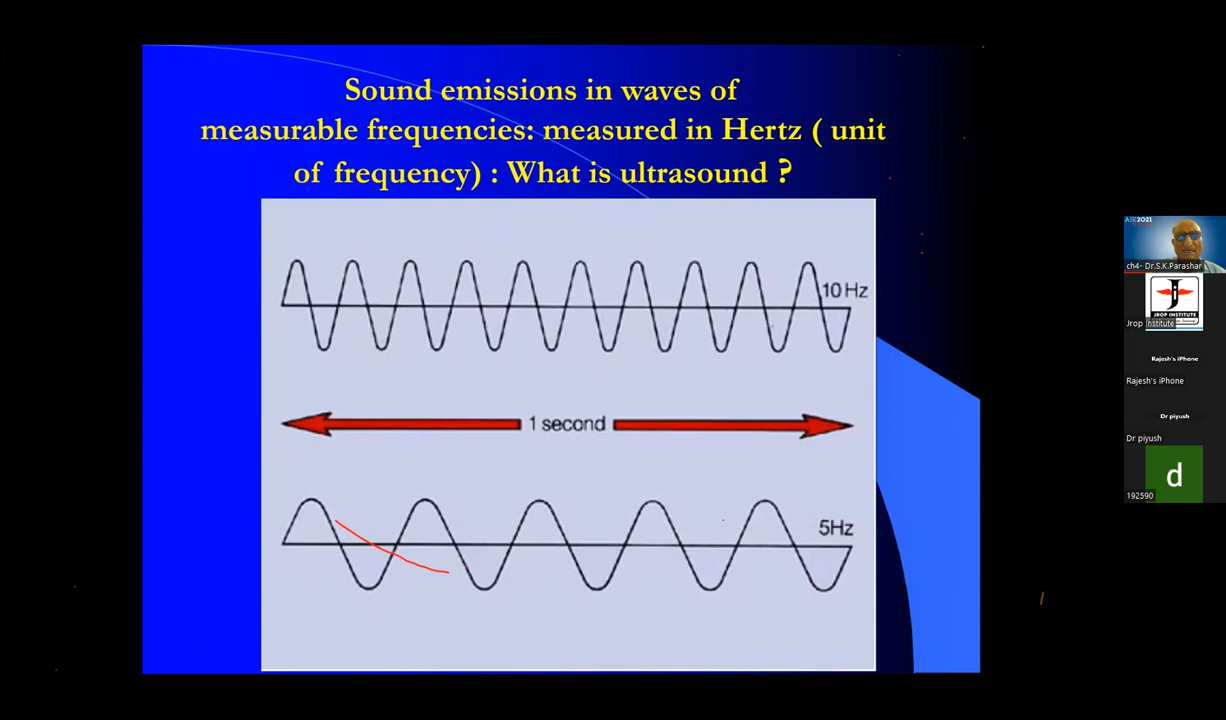 Sound emissions in waves of
measurable frequencies: measured in Hertz ( unit
of frequency) : What is ultrasound ?
10 Hz
1 second
5Hz
ASE2021
ch4- Dr.S.K.Parashar
JROP INSTITUTE
Jrop Institute
Rajesh's iPhone
Rajesh's iPhone
Dr piyush
Dr piyush
d
192590